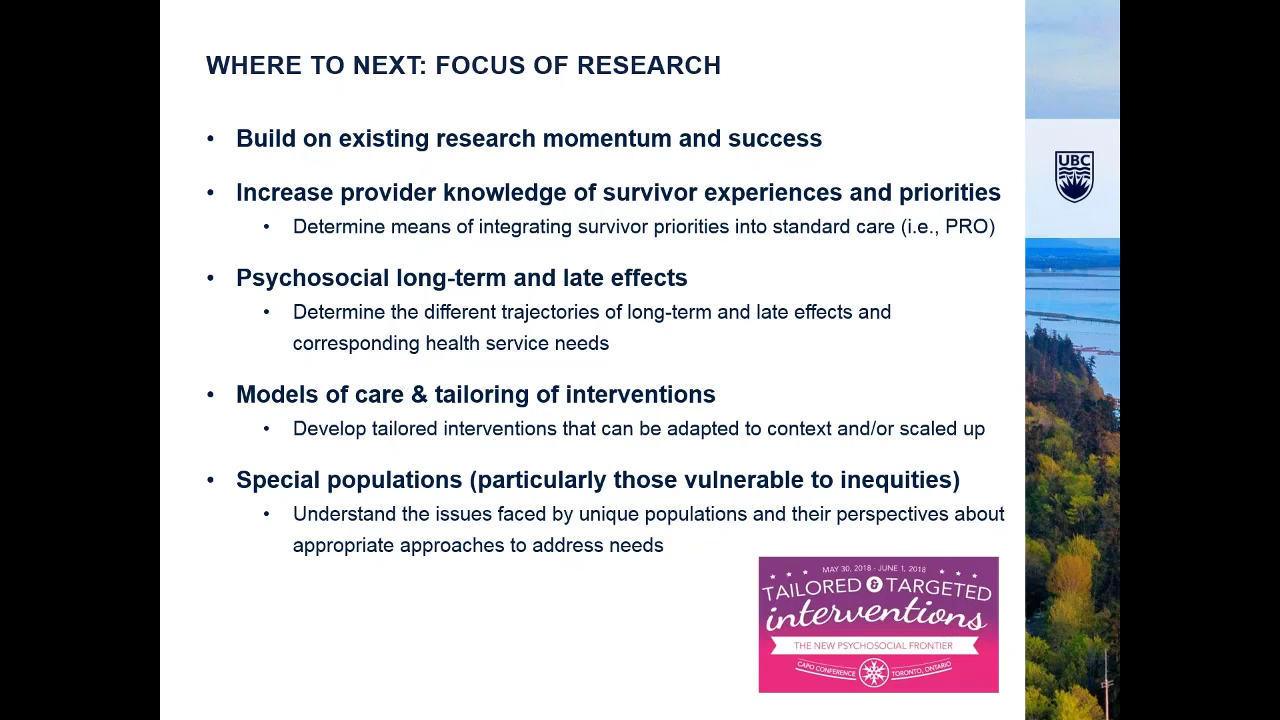 WHERE TO NEXT: FOCUS OF RESEARCH
• Build on existing research momentum and success
• Increase provider knowledge of survivor experiences and priorities
• Determine means of integrating survivor priorities into standard care (i.e., PRO)
• Psychosocial long-term and late effects
• Determine the different trajectories of long-term and late effects and
corresponding health service needs
• Models of care & tailoring of interventions
• Develop tailored interventions that can be adapted to context and/or scaled up
• Special populations (particularly those vulnerable to inequities)
• Understand the issues faced by unique populations and their perspectives about
appropriate approaches to address needs
UBC
MAY 30, 2018 - JUNE 1, 2018
TAILORED & TARGETED
interventions
THE NEW PSYCHOSOCIAL FRONTIER
CAPO CONFERENCE TORONTO, ONTARIO